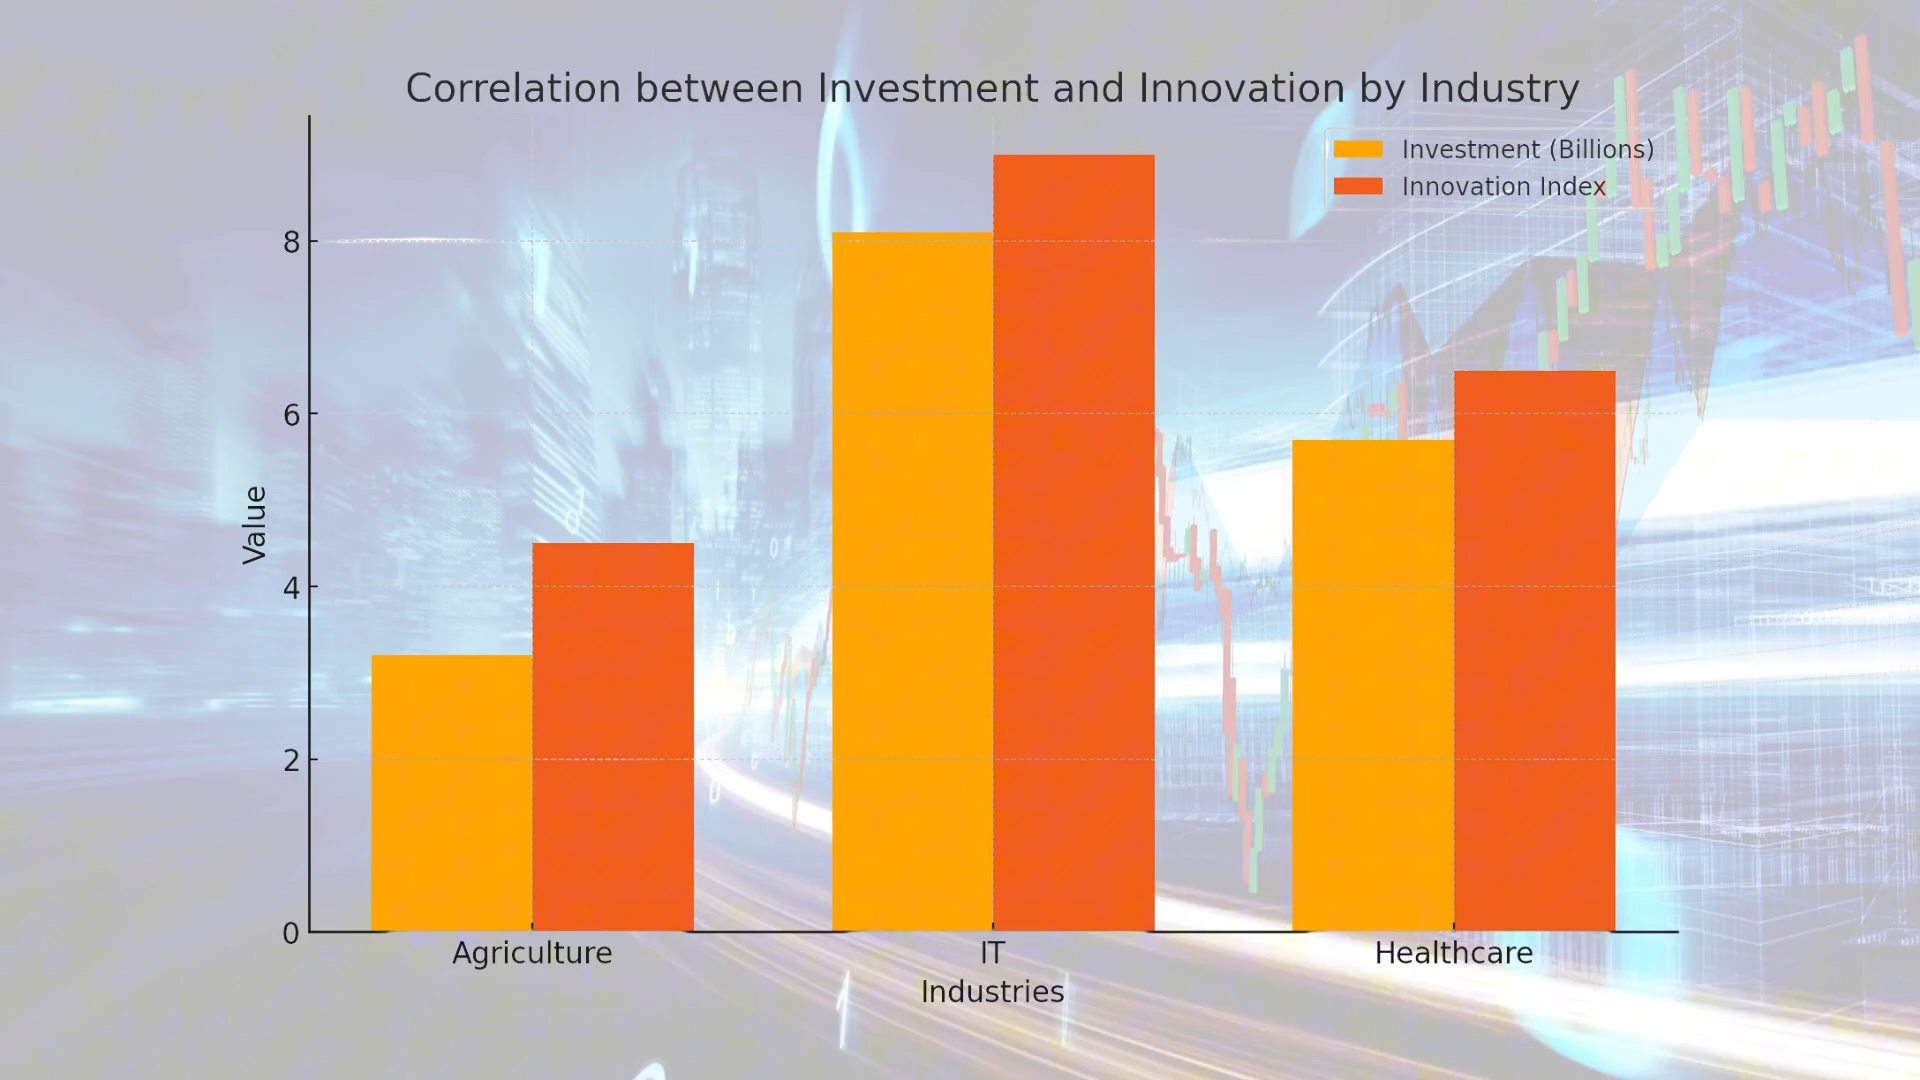 Correlation between Investment and Innovation by Industry
Investment (Billions)
Innovation Index
8
6
4
2
0
Value
Agriculture
IT
Healthcare
Industries